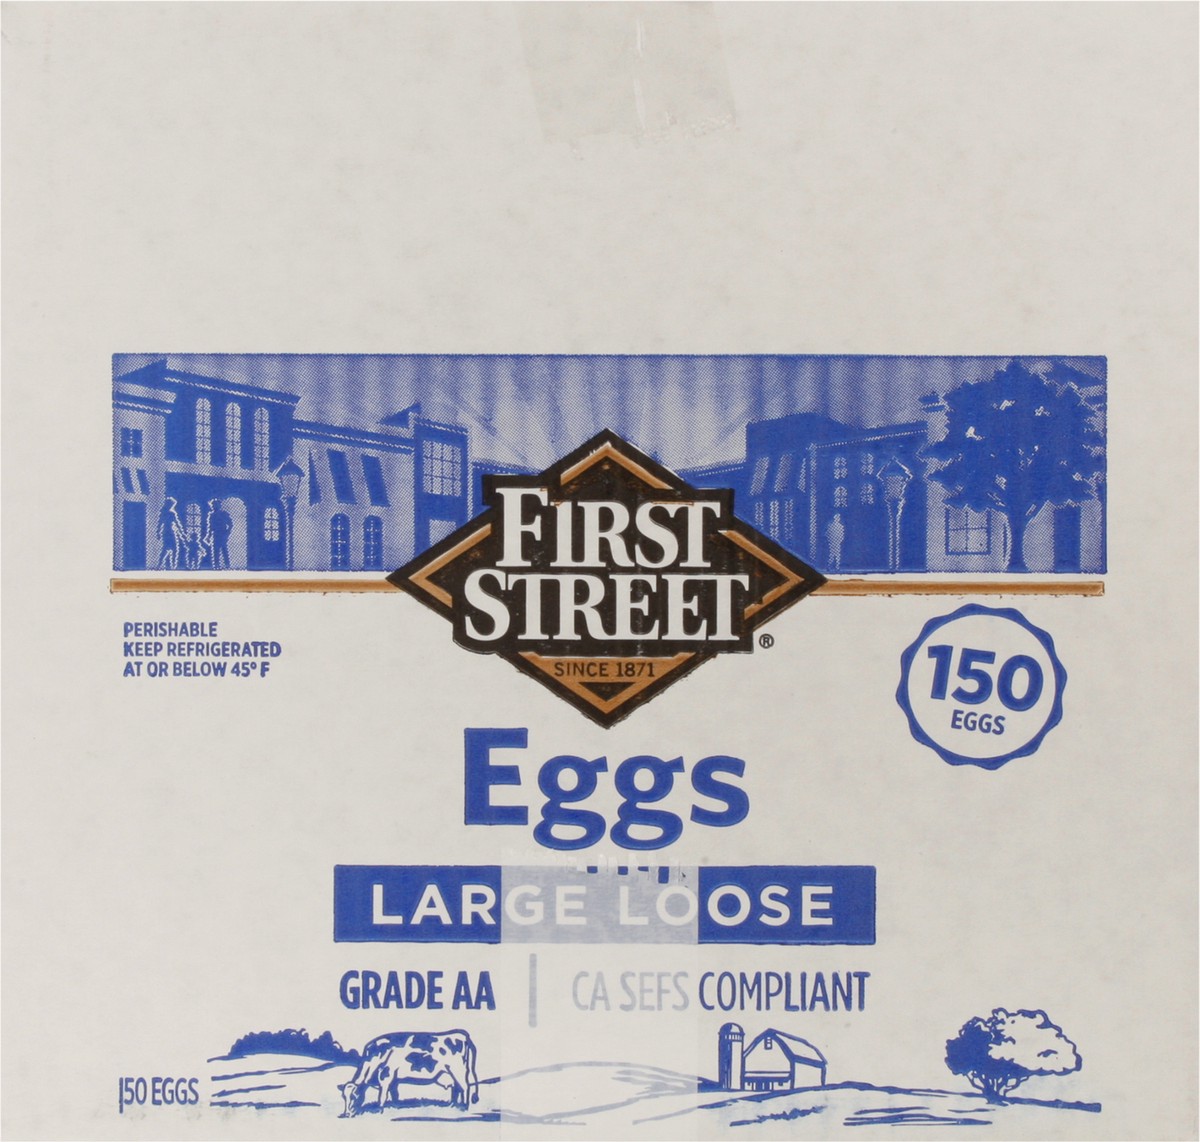 FIRST
STREET
®
SINCE 1871
PERISHABLE
KEEP REFRIGERATED
AT OR BELOW 45° F
150
EGGS
Eggs
LARGE LOOSE
GRADE AA | CA SEFS COMPLIANT
150 EGGS